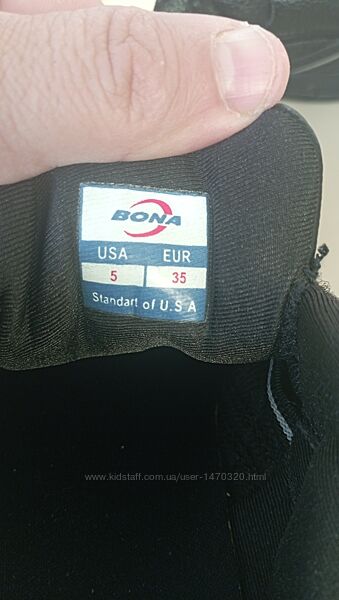 BONA
USA EUR
5 35
Standart of U.S.A
www.kidstaff.com.ua/user-1470320.html